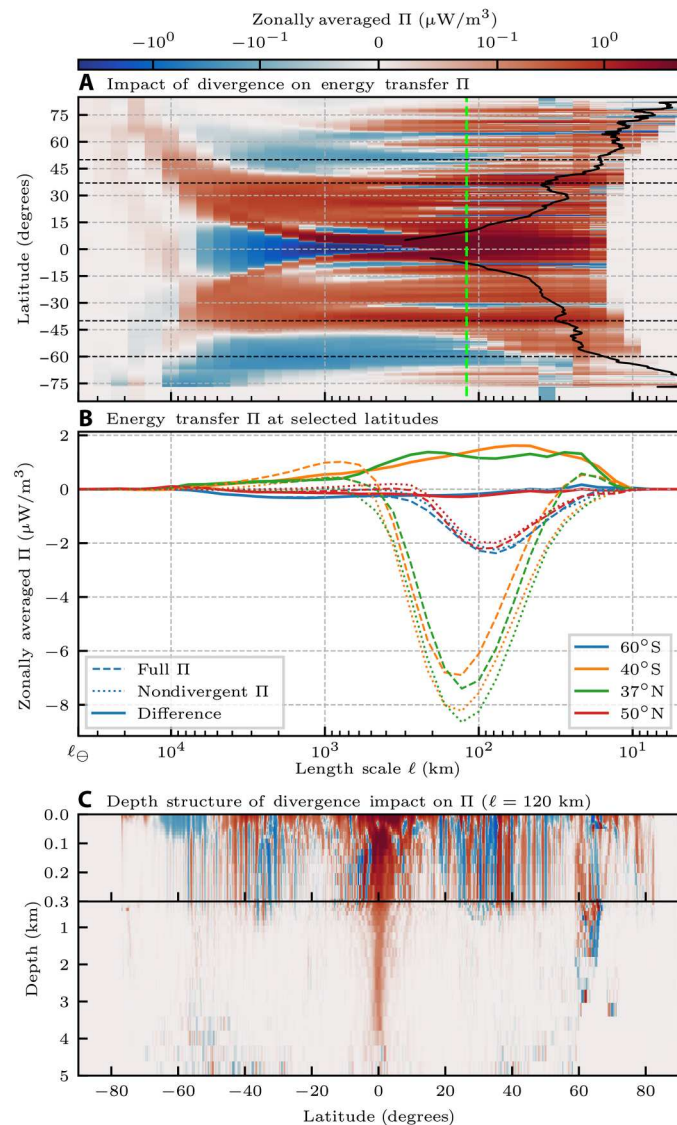 Zonally averaged Π (μW/m³)
−10⁰ −10⁻¹ 0 10⁻¹ 10⁰
A Impact of divergence on energy transfer Π
Latitude (degrees)
75
60
45
30
15
0
−15
−30
−45
−60
−75
B Energy transfer Π at selected latitudes
Zonally averaged Π (μW/m³)
2
0
−2
−4
−6
−8
Full Π
Nondivergent Π
Difference
60°S
40°S
37°N
50°N
ℓ⊖ 10⁴ 10³ 10² 10¹
Length scale ℓ (km)
C Depth structure of divergence impact on Π (ℓ = 120 km)
Depth (km)
0.0
0.1
0.2
0.3
1
2
3
4
5
−80 −60 −40 −20 0 20 40 60 80
Latitude (degrees)